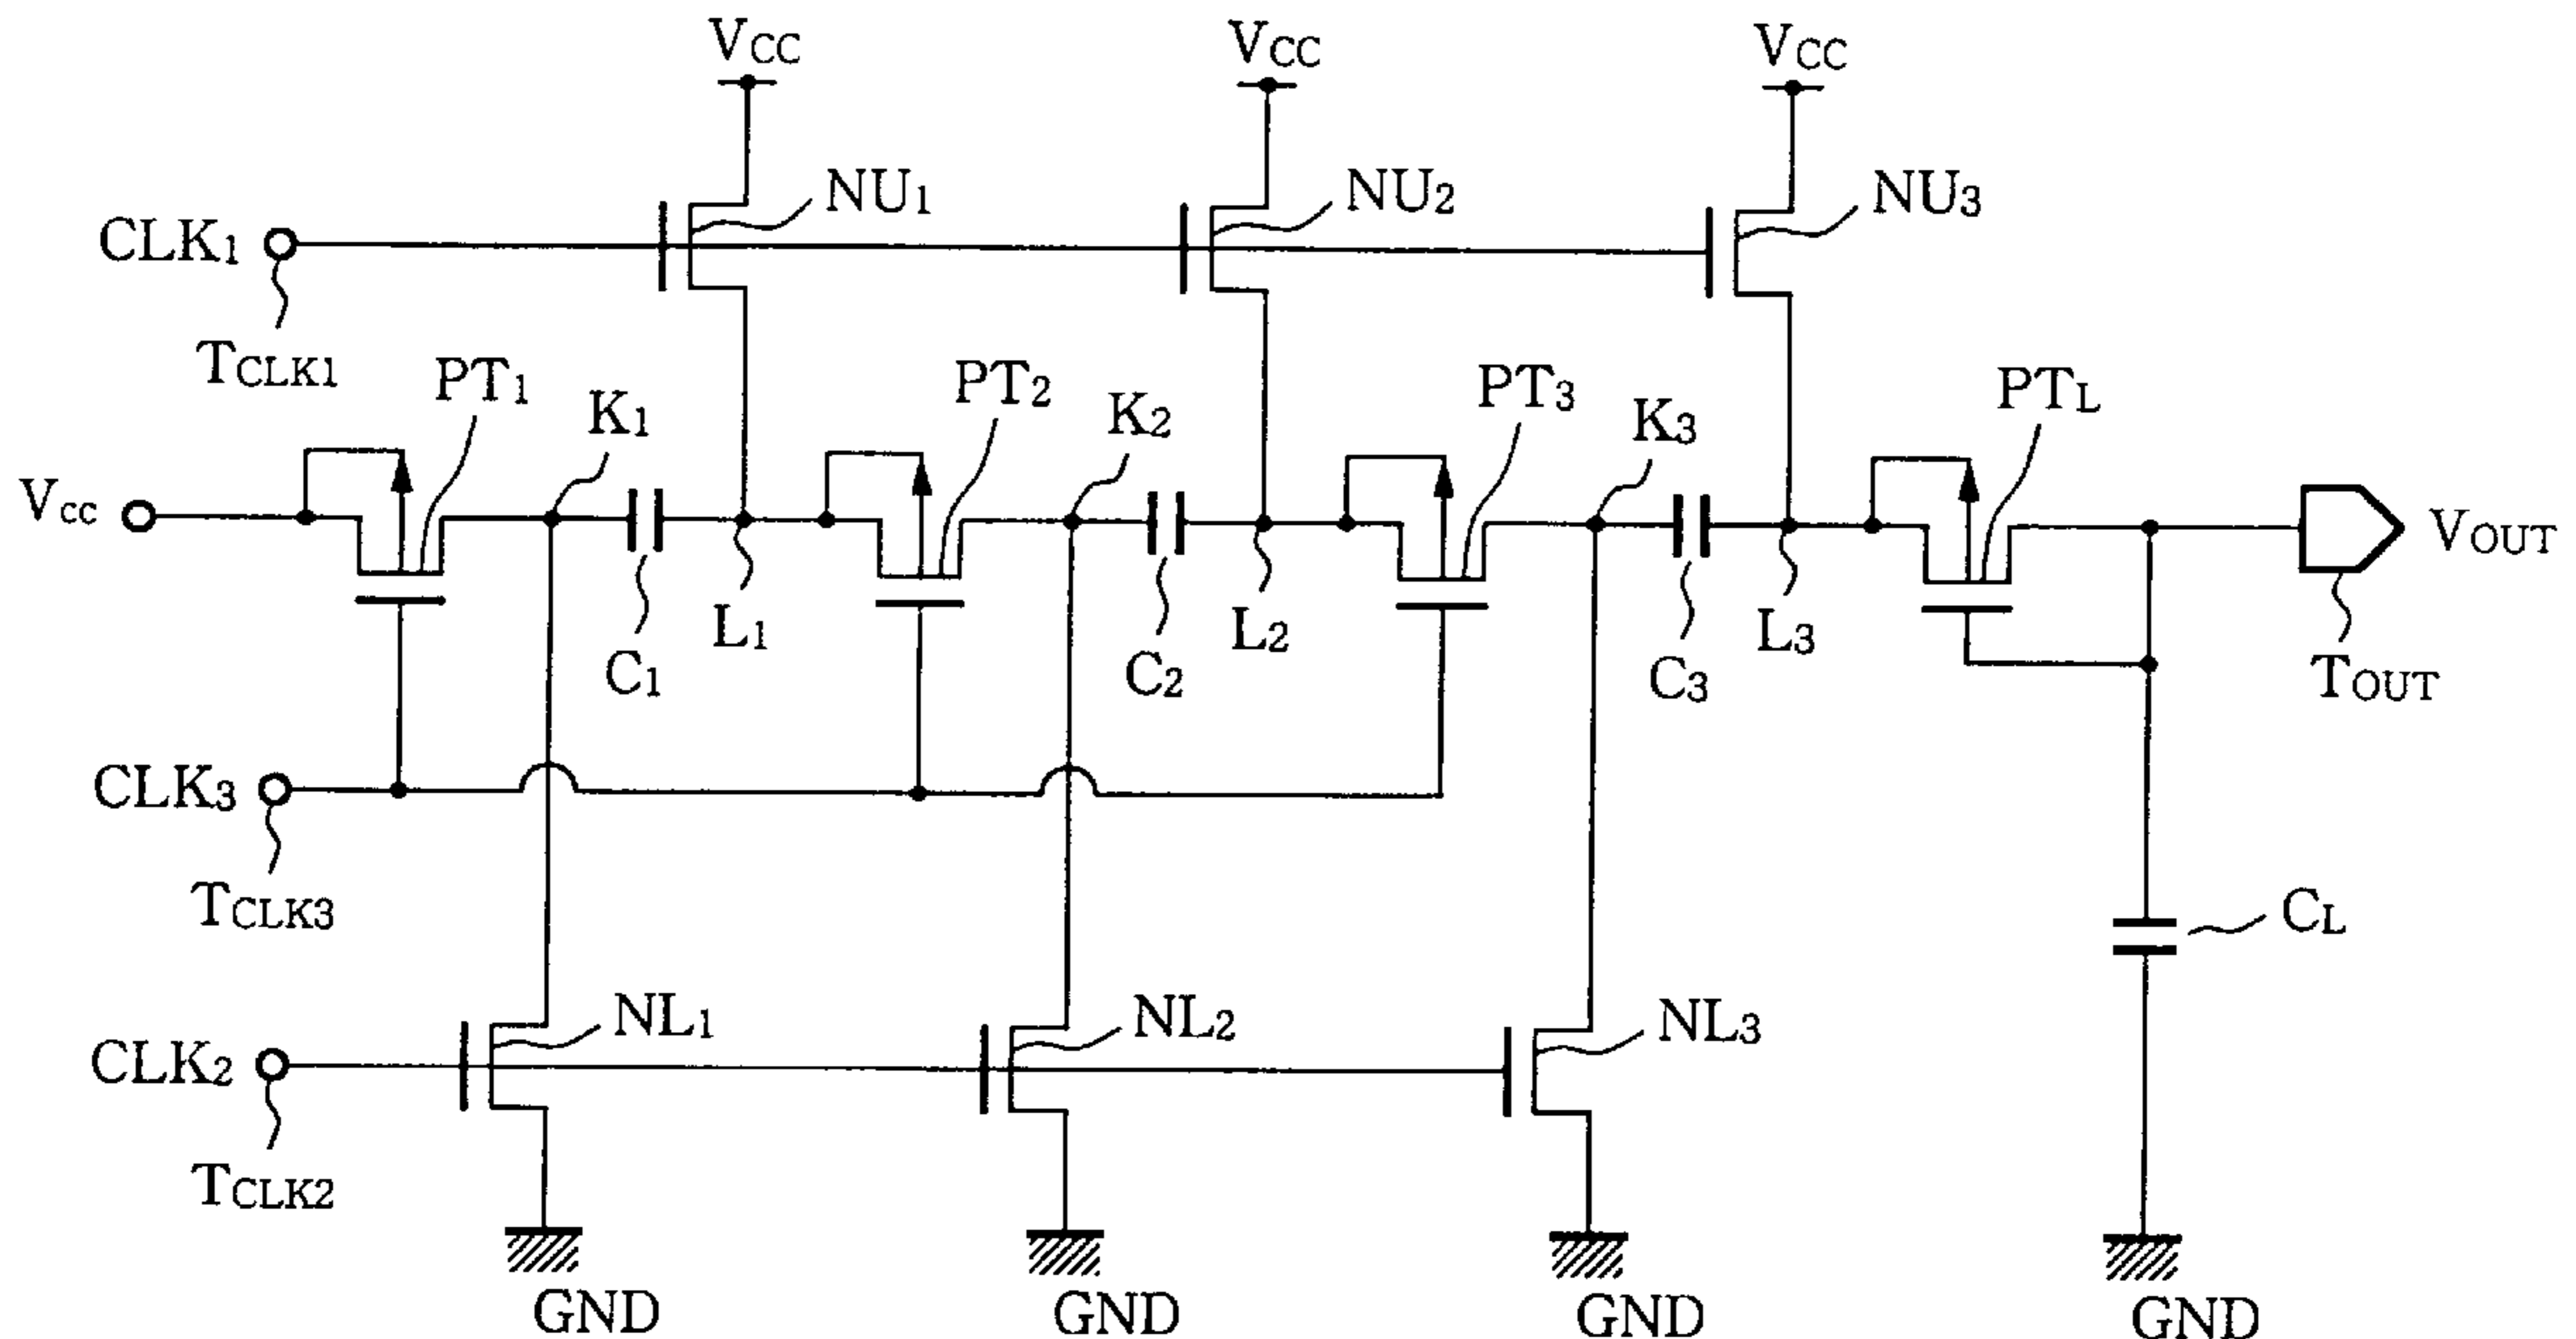 VCC VCC VCC
NU1 NU2 NU3
CLK1
TCLK1
PT1 K1 PT2 K2 PT3 K3 PTL
Vcc VOUT
C1 L1 C2 L2 C3 L3 TOUT
CLK3
TCLK3 CL
NL1 NL2 NL3
CLK2
TCLK2
GND GND GND GND